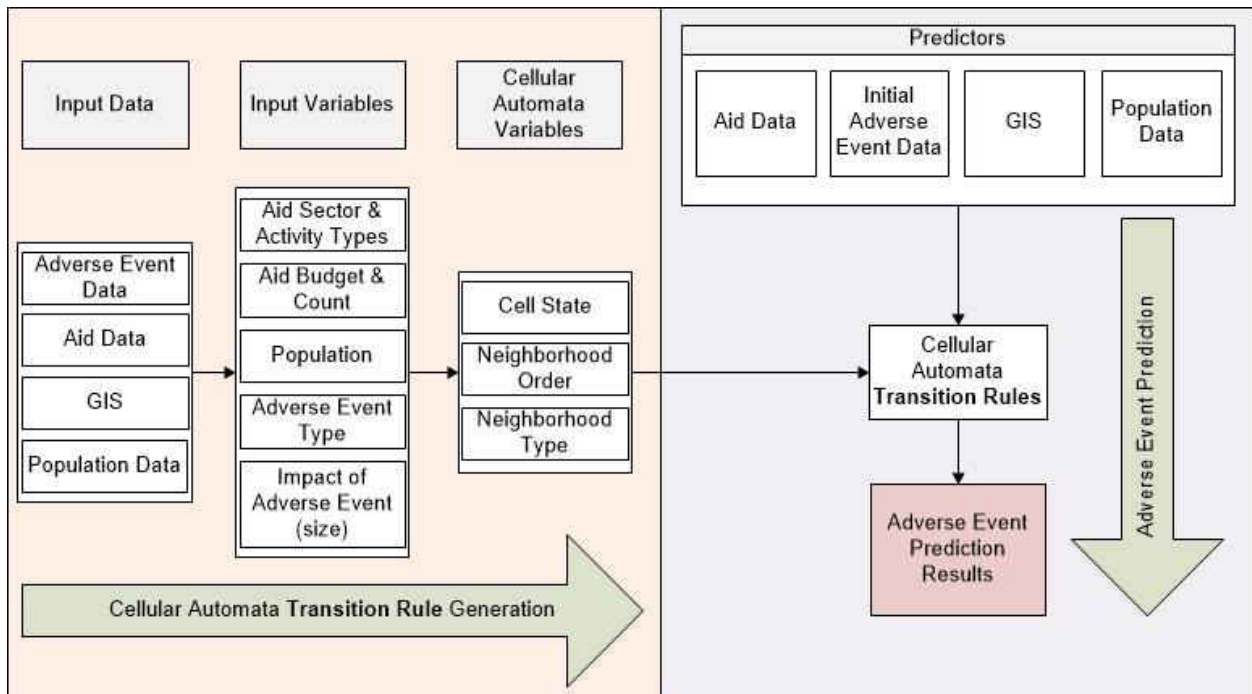 Input Data
Input Variables
Cellular
Automata
Variables
Adverse Event
Data
Aid Data
GIS
Population Data
Aid Sector &
Activity Types
Aid Budget &
Count
Population
Adverse Event
Type
Impact of
Adverse Event
(size)
Cell State
Neighborhood
Order
Neighborhood
Type
Cellular Automata Transition Rule Generation
Predictors
Aid Data
Initial
Adverse
Event Data
GIS
Population
Data
Cellular
Automata
Transition Rules
Adverse Event
Prediction
Results
Adverse Event Prediction